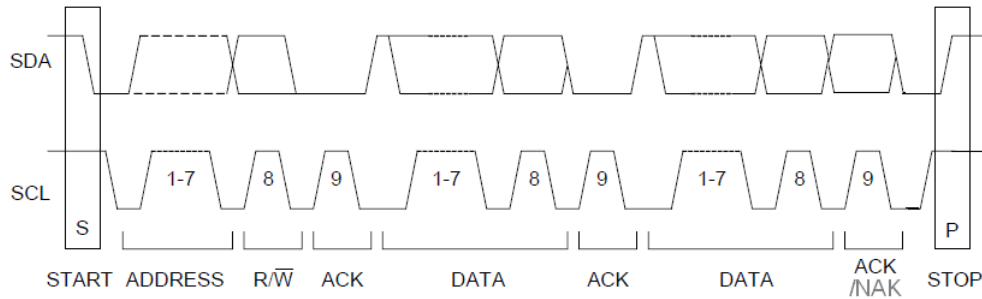 SDA
SCL
1-7
8
9
1-7
8
9
1-7
8
9
S
P
START
ADDRESS
R/W̅
ACK
DATA
ACK
DATA
ACK
/NAK
STOP